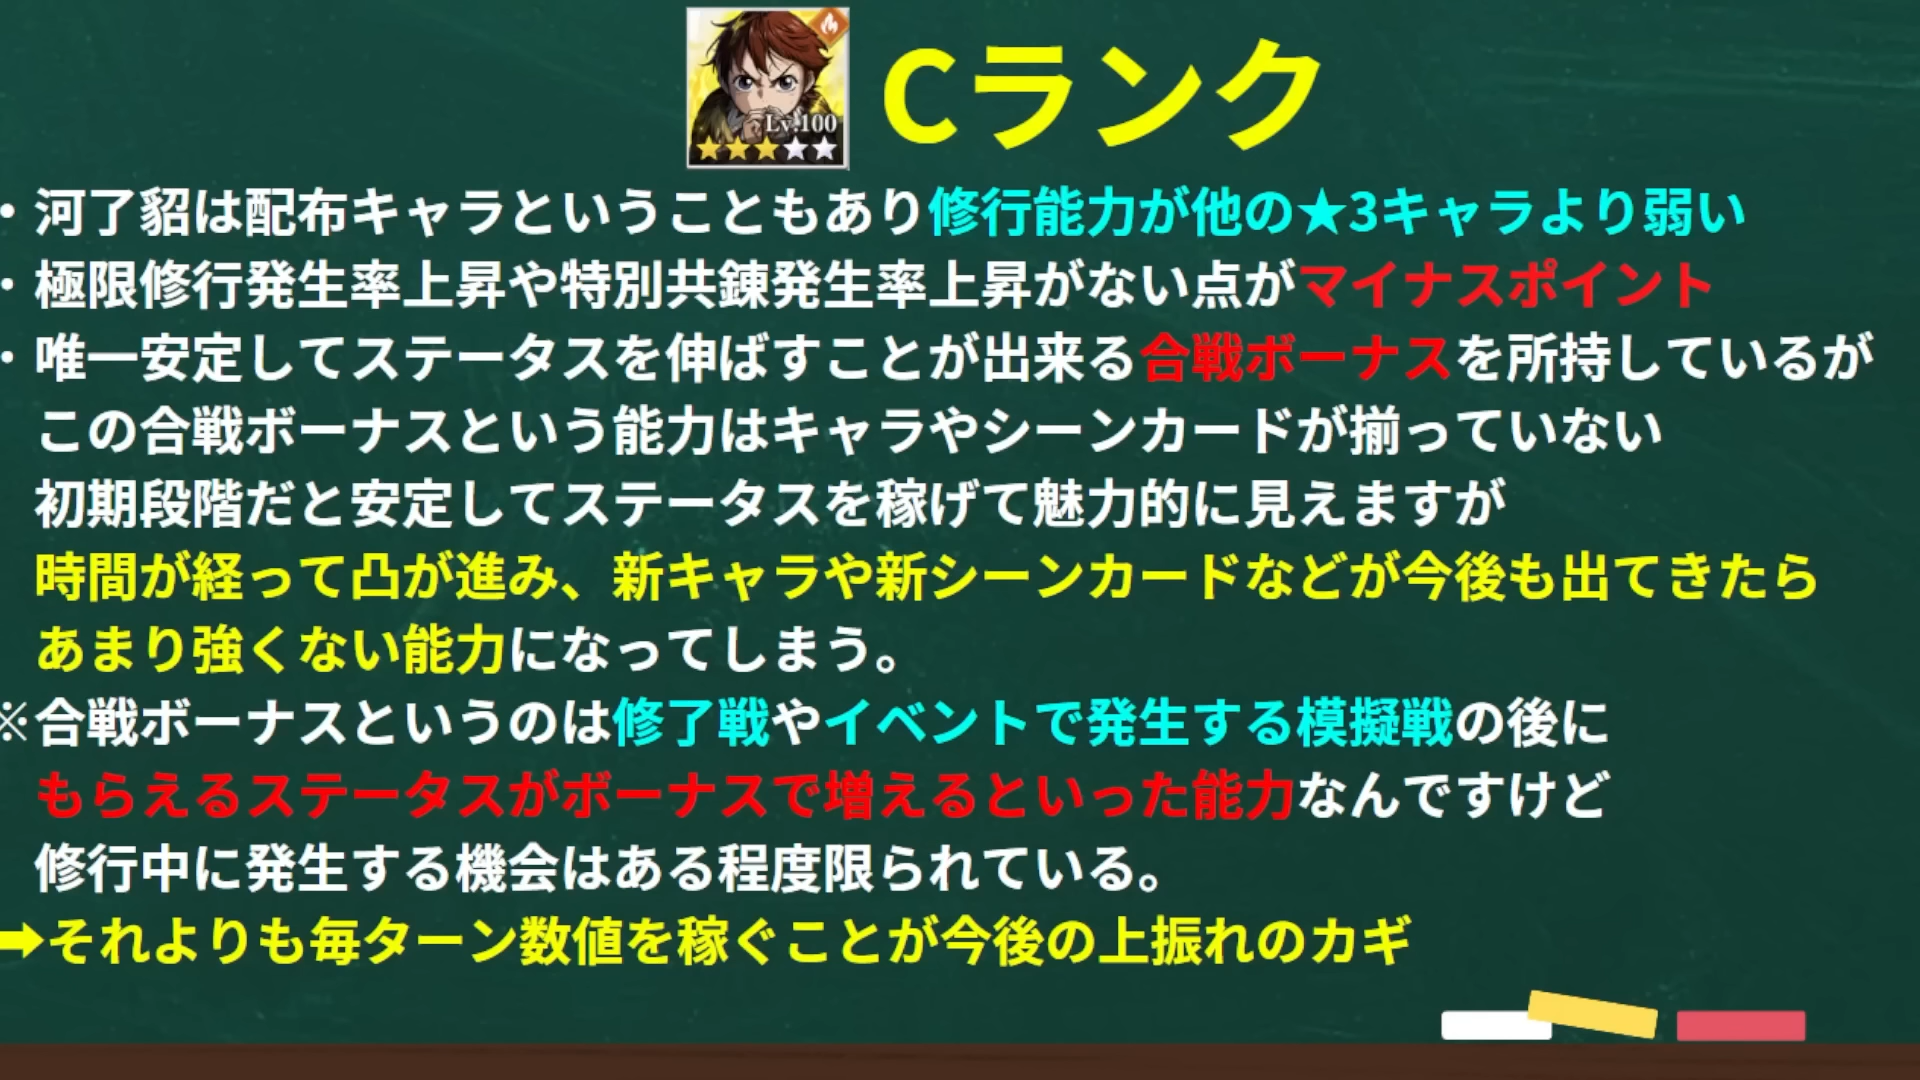 Lv.100
Cランク
・河了貂は配布キャラということもあり修行能力が他の★3キャラより弱い
・極限修行発生率上昇や特別共錬発生率上昇がない点がマイナスポイント
・唯一安定してステータスを伸ばすことが出来る合戦ボーナスを所持しているが
この合戦ボーナスという能力はキャラやシーンカードが揃っていない
初期段階だと安定してステータスを稼げて魅力的に見えますが
時間が経って凸が進み、新キャラや新シーンカードなどが今後も出てきたら
あまり強くない能力になってしまう。
※合戦ボーナスというのは修了戦やイベントで発生する模擬戦の後に
もらえるステータスがボーナスで増えるといった能力なんですけど
修行中に発生する機会はある程度限られている。
➡それよりも毎ターン数値を稼ぐことが今後の上振れのカギ